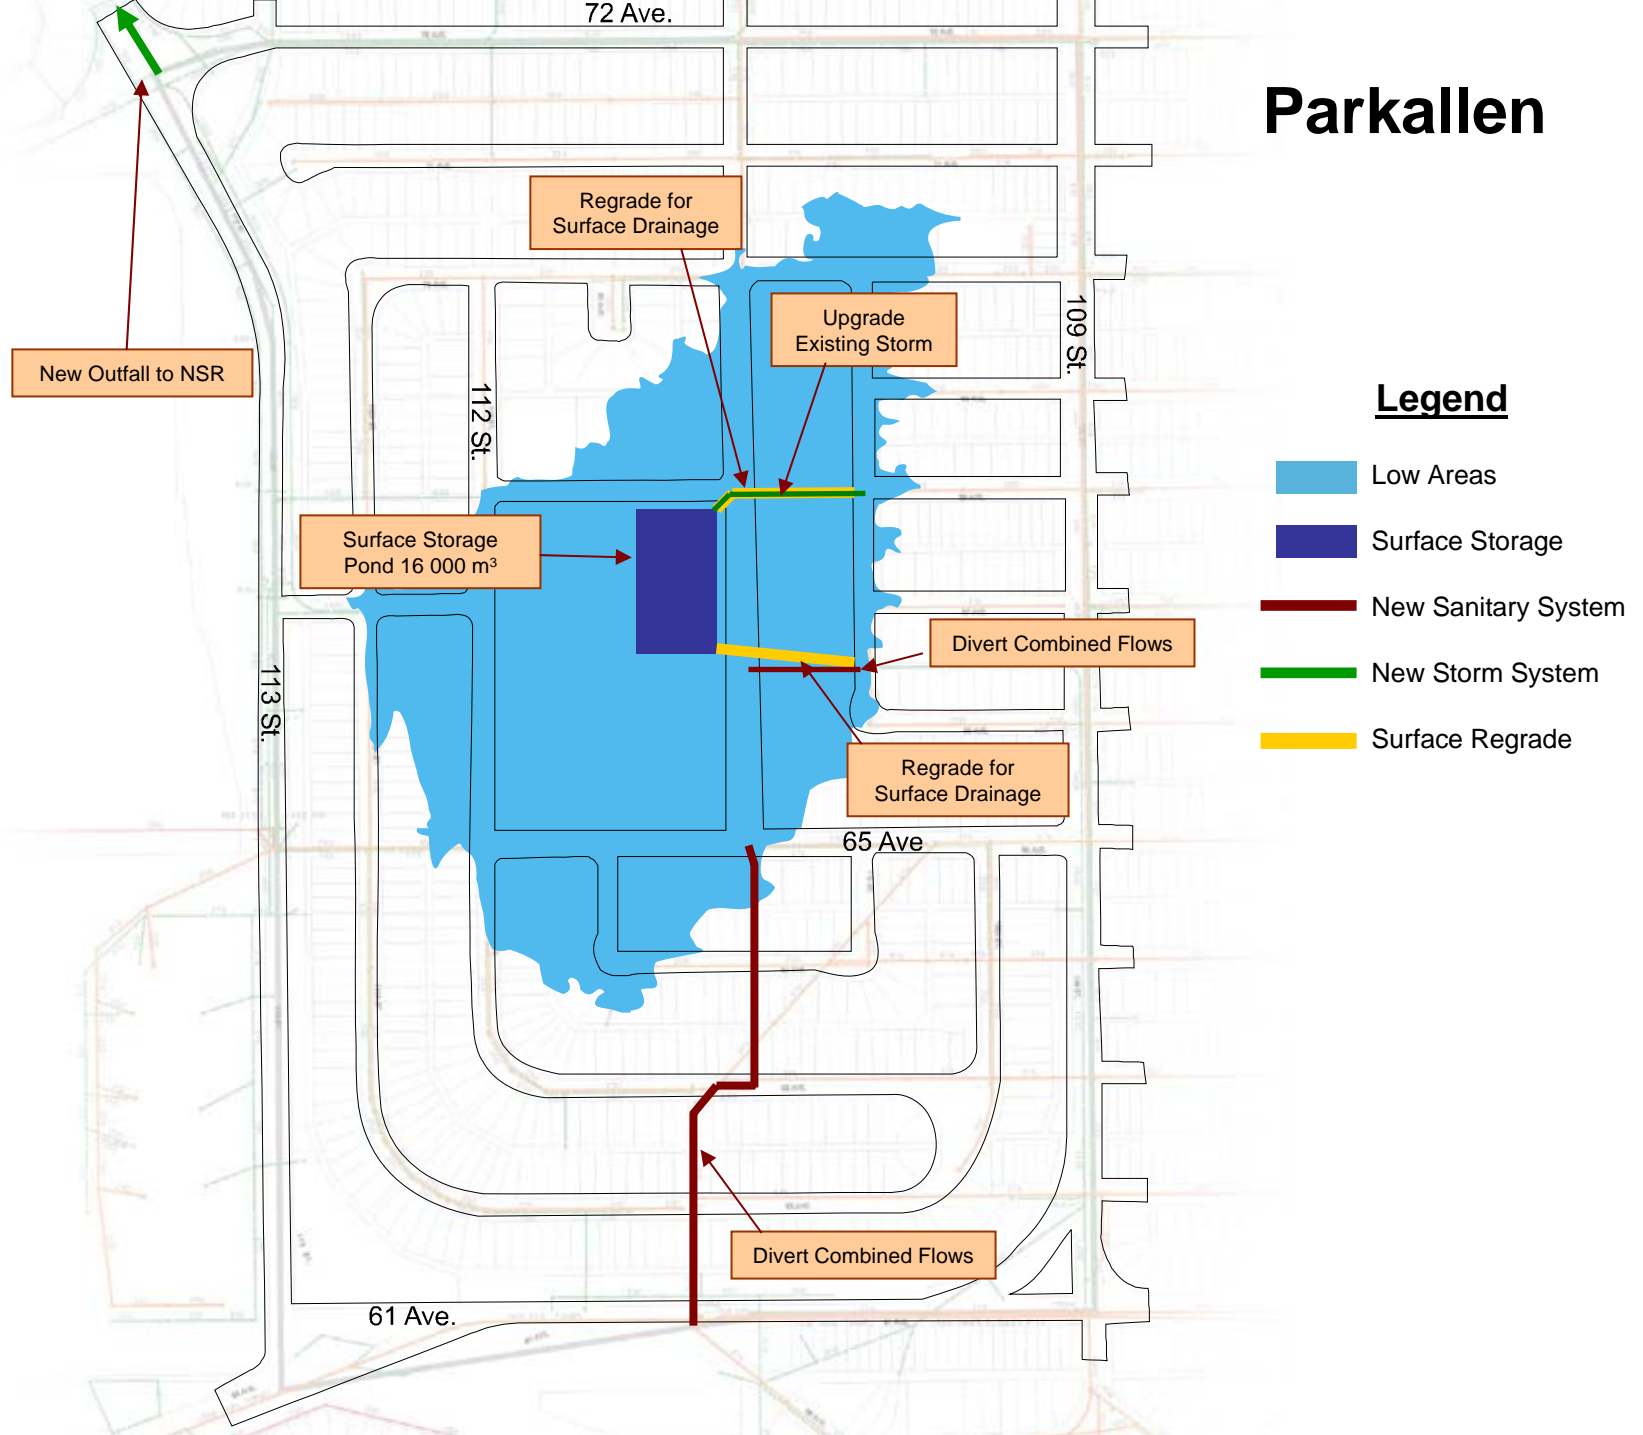 72 Ave.
Parkallen
Regrade for
Surface Drainage
Upgrade
Existing Storm
109 St.
New Outfall to NSR
112 St.
Legend
Low Areas
Surface Storage
Pond 16 000 m³
Surface Storage
New Sanitary System
Divert Combined Flows
113 St.
New Storm System
Surface Regrade
Regrade for
Surface Drainage
65 Ave
Divert Combined Flows
61 Ave.